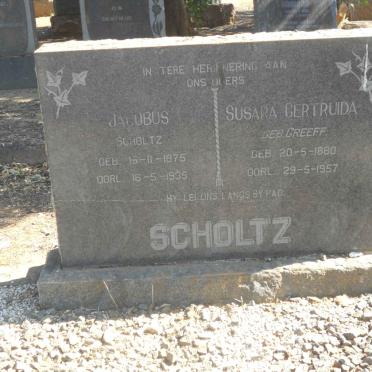 IN TERE HERINNERING AAN
ONS OUERS
JACOBUS
SCHOLTZ
GEB. 15-11-1875
OORL. 16-5-1935
SUSARA GERTRUIDA
GEB. GREEFF.
GEB. 20-5-1880
OORL. 29-5-1957
HY LEI ONS LANGS SY PAD.
SCHOLTZ